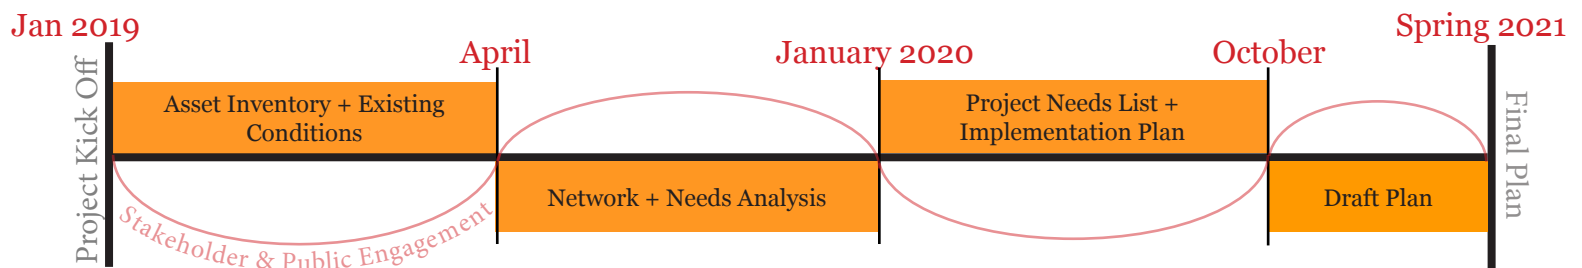 Jan 2019
April
January 2020
October
Spring 2021
Project Kick Off
Asset Inventory + Existing
Conditions
Network + Needs Analysis
Project Needs List +
Implementation Plan
Draft Plan
Final Plan
Stakeholder & Public Engagement